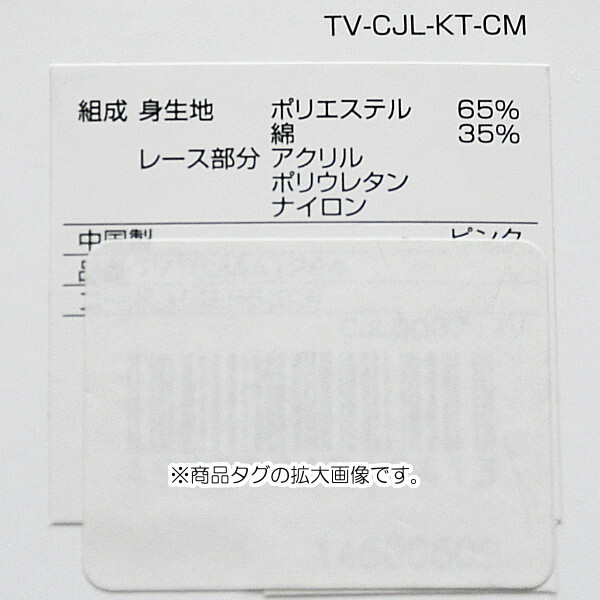 TV-CJL-KT-CM
組成 身生地 ポリエステル 65%
綿 35%
レース部分 アクリル
ポリウレタン
ナイロン
中国製 ピンク
※商品タグの拡大画像です。